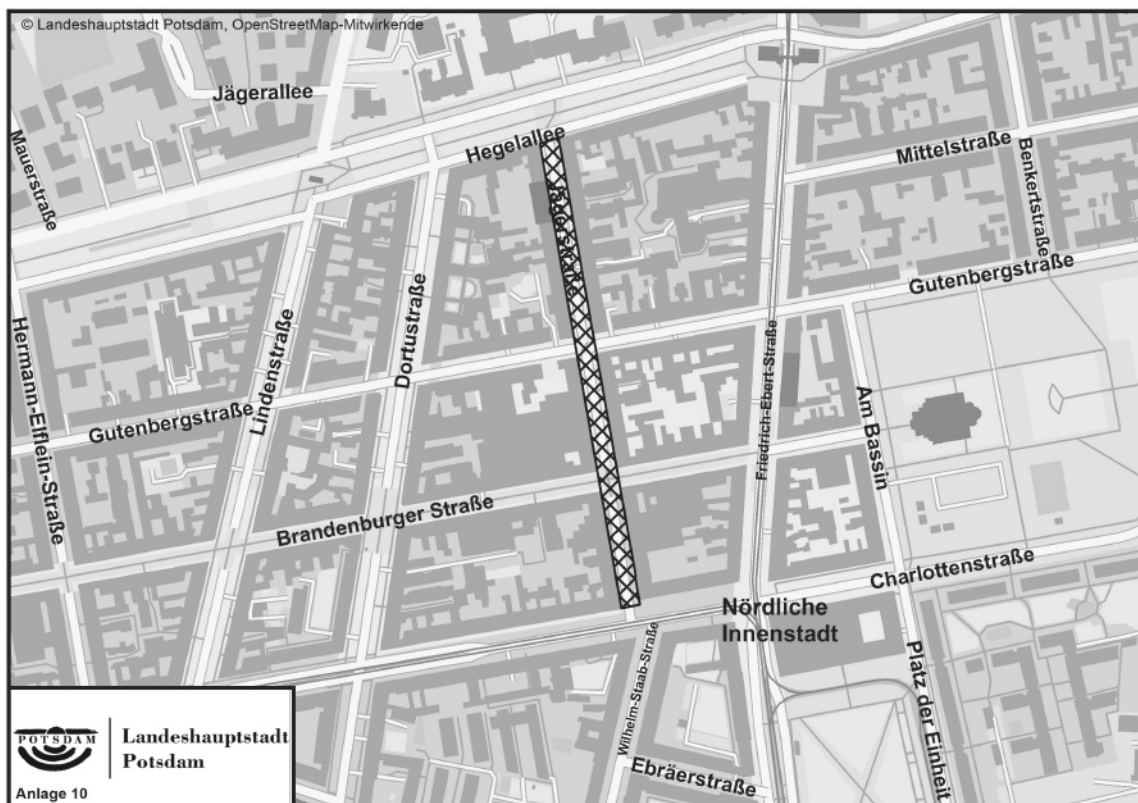 © Landeshauptstadt Potsdam, OpenStreetMap-Mitwirkende
Jägerallee
Mauerstraße
Hegelallee
Mittelstraße
Benkertstraße
Jägerstraße
Gutenbergstraße
Hermann-Elflein-Straße
Lindenstraße
Dortustraße
Friedrich-Ebert-Straße
Am Bassin
Gutenbergstraße
Brandenburger Straße
Charlottenstraße
Nördliche
Innenstadt
Wilhelm-Staab-Straße
Platz der Einheit
Ebräerstraße
POTSDAM
Landeshauptstadt
Potsdam
Anlage 10